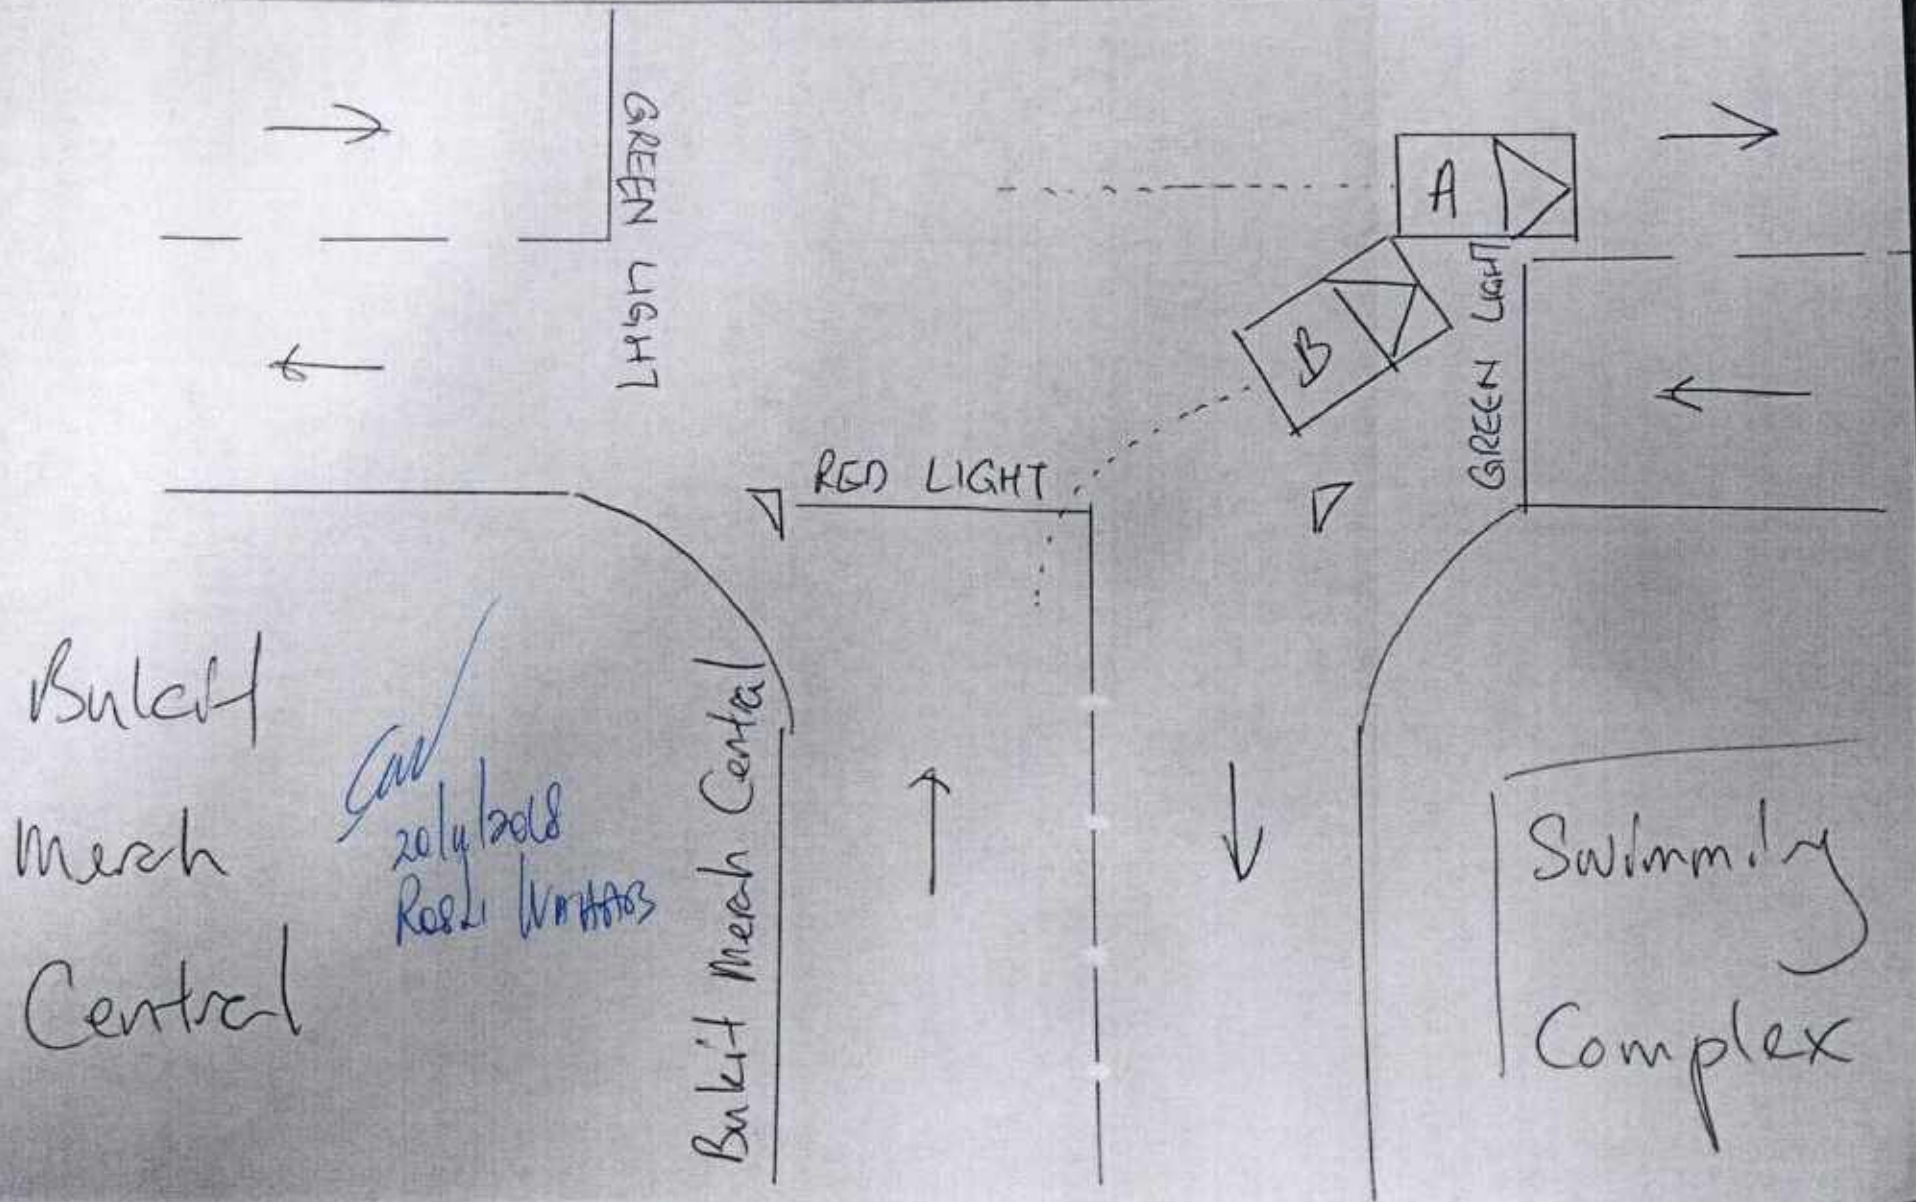 GREEN LIGHT
A
B
GREEN LIGHT
RED LIGHT
Bukit
Merah
Central
20/4/2018
Bukit Merah Central
Swimming
Complex